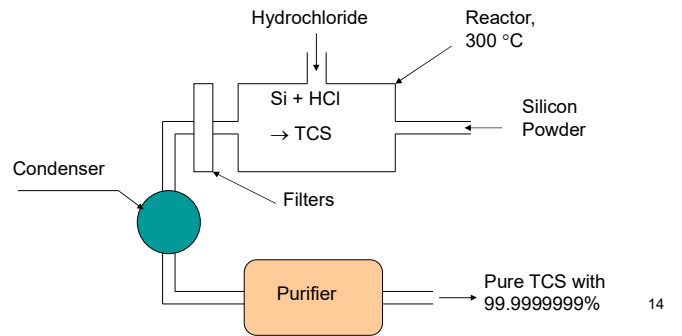 Hydrochloride
Reactor,
300 °C
Si + HCl
→ TCS
Silicon
Powder
Condenser
Filters
Purifier
Pure TCS with
99.9999999%
14